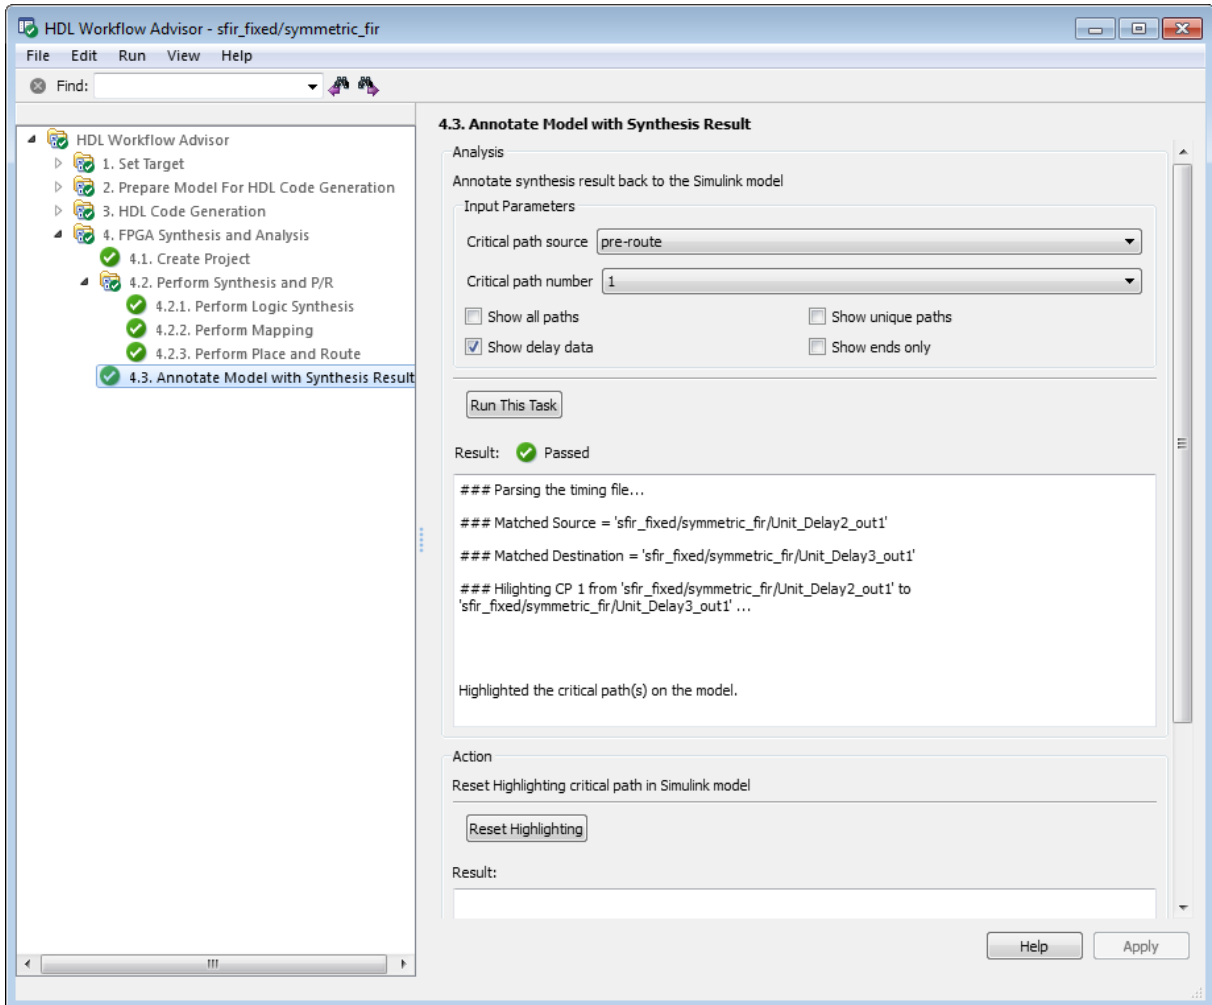 HDL Workflow Advisor - sfir_fixed/symmetric_fir
File Edit Run View Help
Find:
HDL Workflow Advisor
1. Set Target
2. Prepare Model For HDL Code Generation
3. HDL Code Generation
4. FPGA Synthesis and Analysis
4.1. Create Project
4.2. Perform Synthesis and P/R
4.2.1. Perform Logic Synthesis
4.2.2. Perform Mapping
4.2.3. Perform Place and Route
4.3. Annotate Model with Synthesis Result
4.3. Annotate Model with Synthesis Result
Analysis
Annotate synthesis result back to the Simulink model
Input Parameters
Critical path source pre-route
Critical path number 1
Show all paths Show unique paths
Show delay data Show ends only
Run This Task
Result: Passed
### Parsing the timing file...
### Matched Source = 'sfir_fixed/symmetric_fir/Unit_Delay2_out1'
### Matched Destination = 'sfir_fixed/symmetric_fir/Unit_Delay3_out1'
### Hilighting CP 1 from 'sfir_fixed/symmetric_fir/Unit_Delay2_out1' to
'sfir_fixed/symmetric_fir/Unit_Delay3_out1' ...
Highlighted the critical path(s) on the model.
Action
Reset Highlighting critical path in Simulink model
Reset Highlighting
Result:
Help Apply